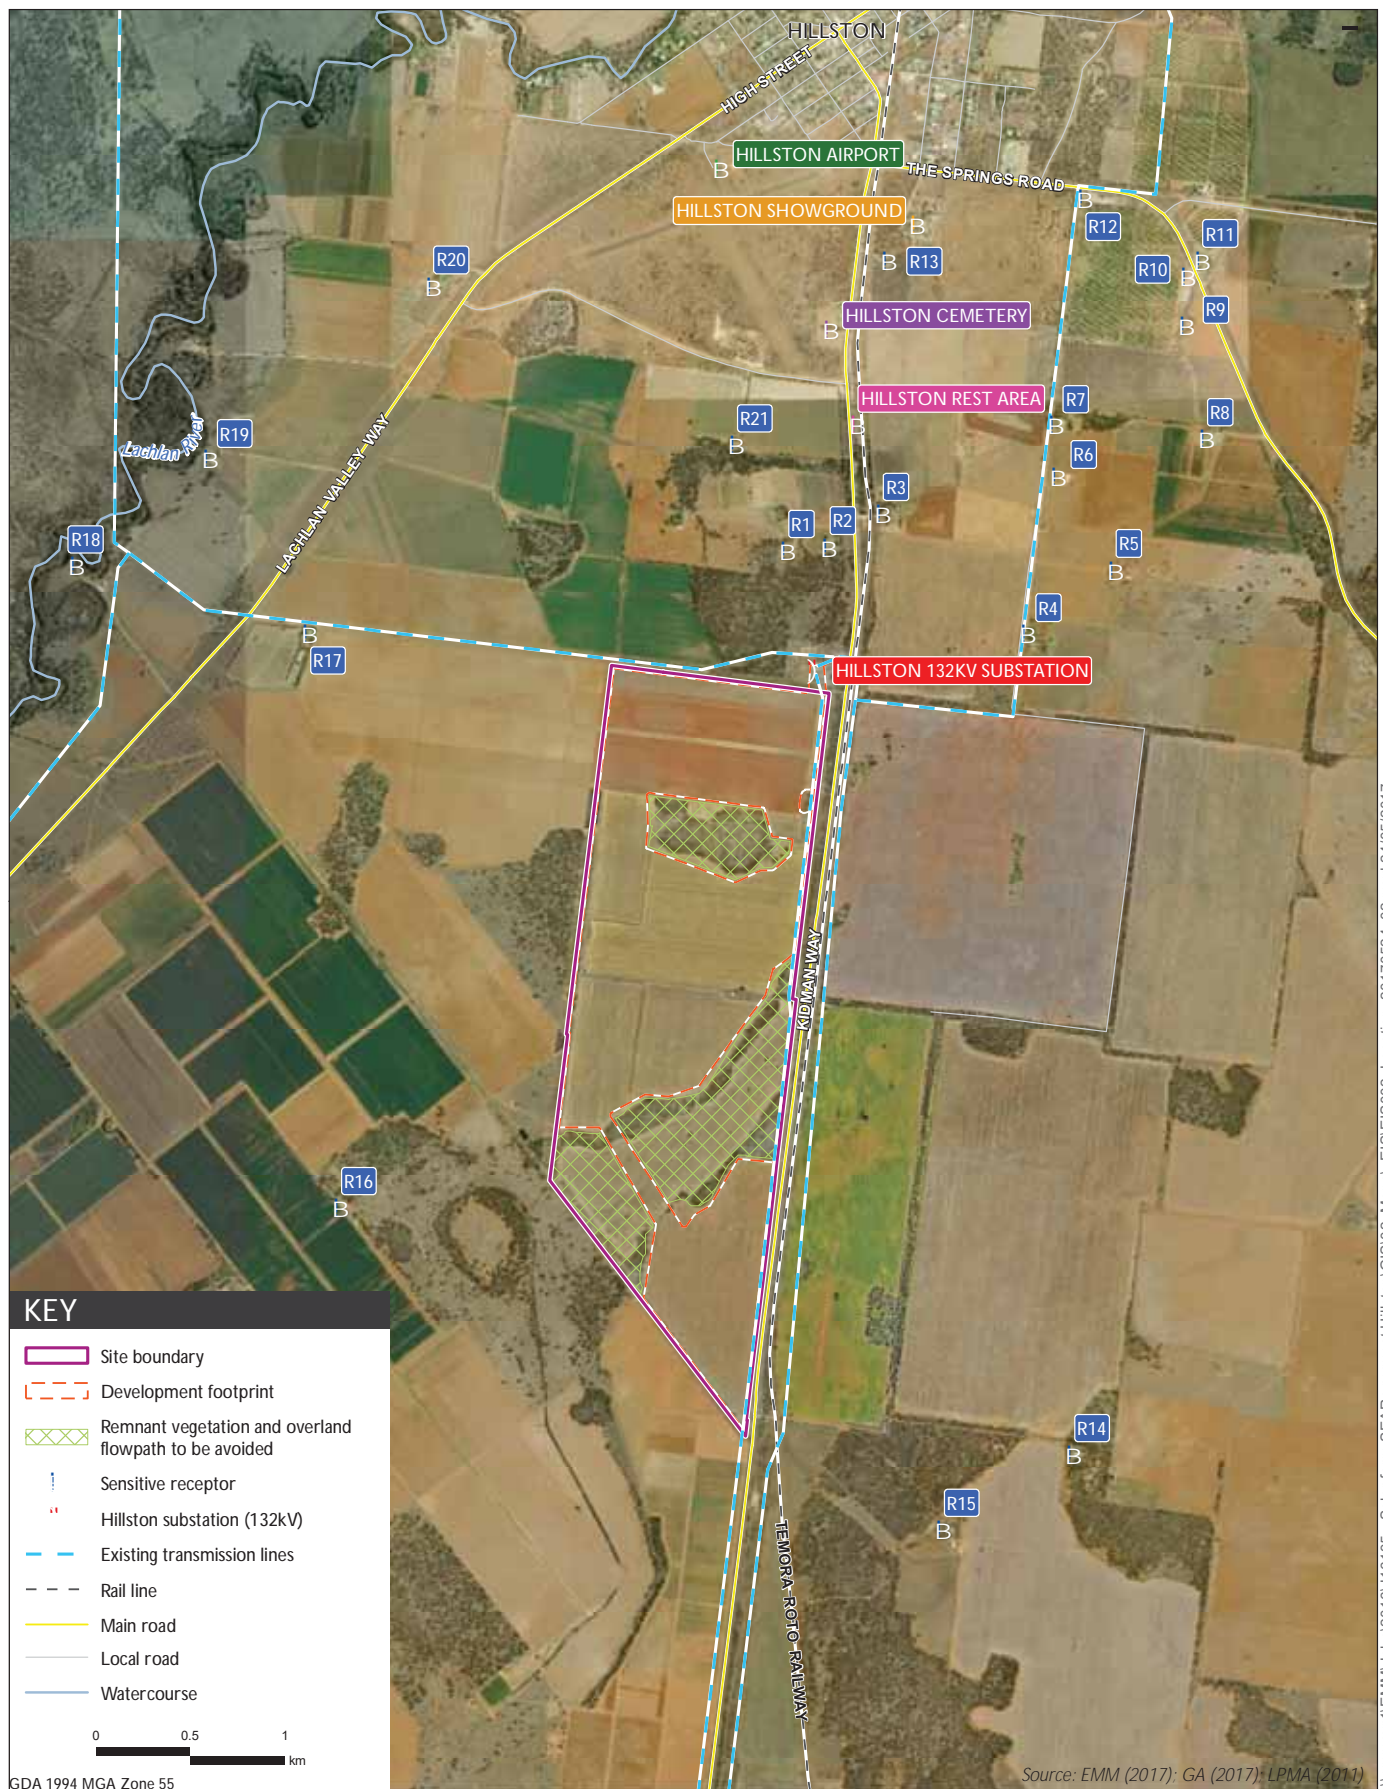 HILLSTON
HIGH STREET
HILLSTON AIRPORT
B
THE SPRINGS ROAD
HILLSTON SHOWGROUND
B
B
R12
R11
B
R20
B
R13
B
R10
B
HILLSTON CEMETERY
B
R9
B
HILLSTON REST AREA
B
R7
B
R8
B
R21
B
R19
B
Lachlan River
LACHLAN VALLEY WAY
R6
B
R3
B
R1
B
R2
B
R18
B
R5
B
R4
B
B
R17
HILLSTON 132KV SUBSTATION
KIDMAN WAY
R16
B
R14
B
R15
B
TEMORA ROTO RAILWAY
KEY
Site boundary
Development footprint
Remnant vegetation and overland
flowpath to be avoided
Sensitive receptor
Hillston substation (132kV)
Existing transmission lines
Rail line
Main road
Local road
Watercourse
0 0.5 1
km
GDA 1994 MGA Zone 55
Source: EMM (2017); GA (2017); LPMA (2011)